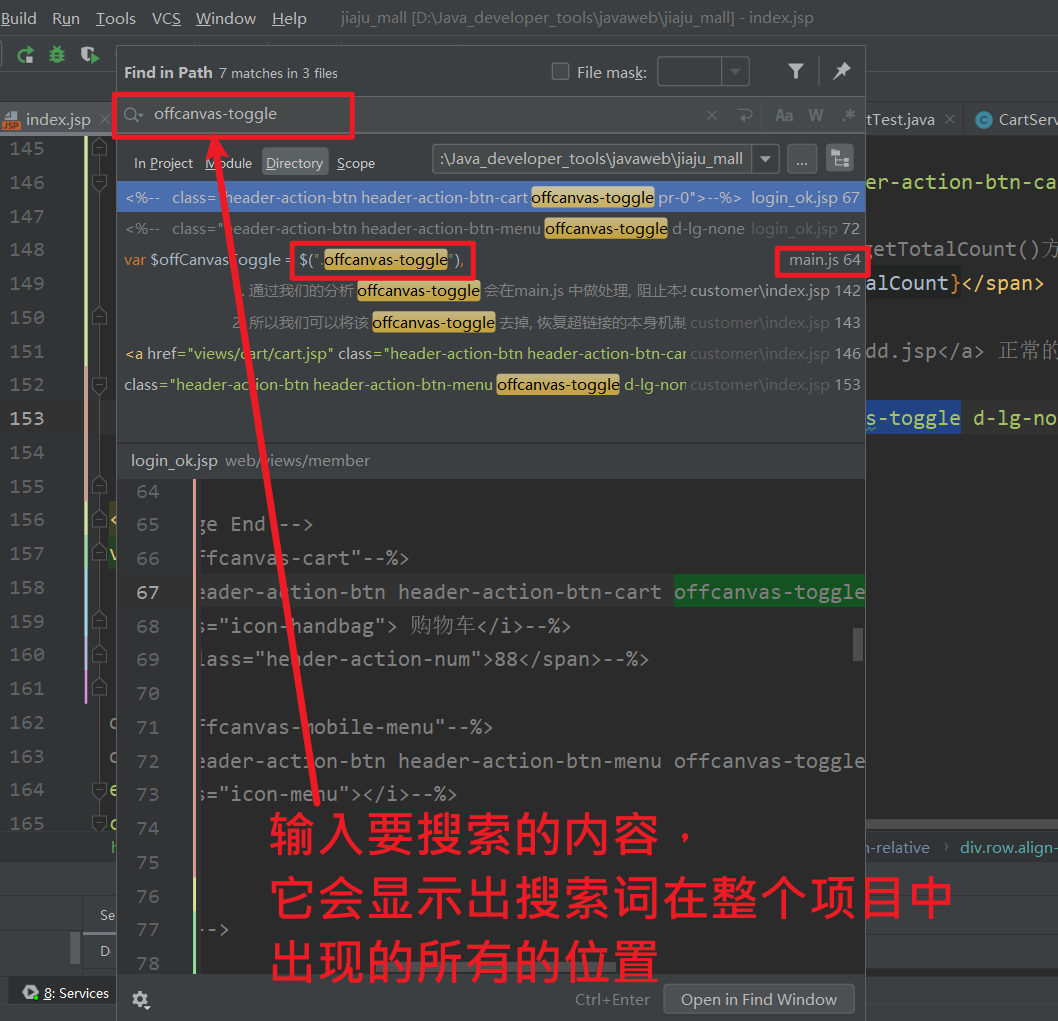 Build Run Tools VCS Window Help jiaju_mall [D:\Java_developer_tools\javaweb\jiaju_mall] - index.jsp
Find in Path 7 matches in 3 files File mask:
index.jsp offcanvas-toggle Aa W .* tTest.java CartServ
In Project Module Directory Scope :\Java_developer_tools\javaweb\jiaju_mall ...
<%-- class="header-action-btn header-action-btn-cart offcanvas-toggle pr-0">--%> login_ok.jsp 67
<%-- class="header-action-btn header-action-btn-menu offcanvas-toggle d-lg-none login_ok.jsp 72
var $offCanvasToggle = $(".offcanvas-toggle"), main.js 64
. 通过我们的分析 offcanvas-toggle 会在main.js 中做处理, 阻止本 customer\index.jsp 142
2. 所以我们可以将该 offcanvas-toggle 去掉, 恢复超链接的本身机制 customer\index.jsp 143
<a href="views/cart/cart.jsp" class="header-action-btn header-action-btn-car customer\index.jsp 146
class="header-action-btn header-action-btn-menu offcanvas-toggle d-lg-non customer\index.jsp 153
145
146 er-action-btn-ca
147
148 getTotalCount()方
149 alCount}</span>
150
151 dd.jsp</a> 正常的
152
153 s-toggle d-lg-no
154
155
156 <
157
158
159
160
161
162
163
164
165
login_ok.jsp web/views/member
64
65 ge End -->
66 ffcanvas-cart"--%>
67 eader-action-btn header-action-btn-cart offcanvas-toggle
68 s="icon-handbag"> 购物车</i>--%>
69 lass="header-action-num">88</span>--%>
70
71 ffcanvas-mobile-menu"--%>
72 eader-action-btn header-action-btn-menu offcanvas-toggle
73 s="icon-menu"></i>--%>
74
75
76
77 -->
78
输入要搜索的内容，
它会显示出搜索词在整个项目中
出现的所有的位置
n-relative › div.row.align-
Se
D
8: Services
Ctrl+Enter Open in Find Window